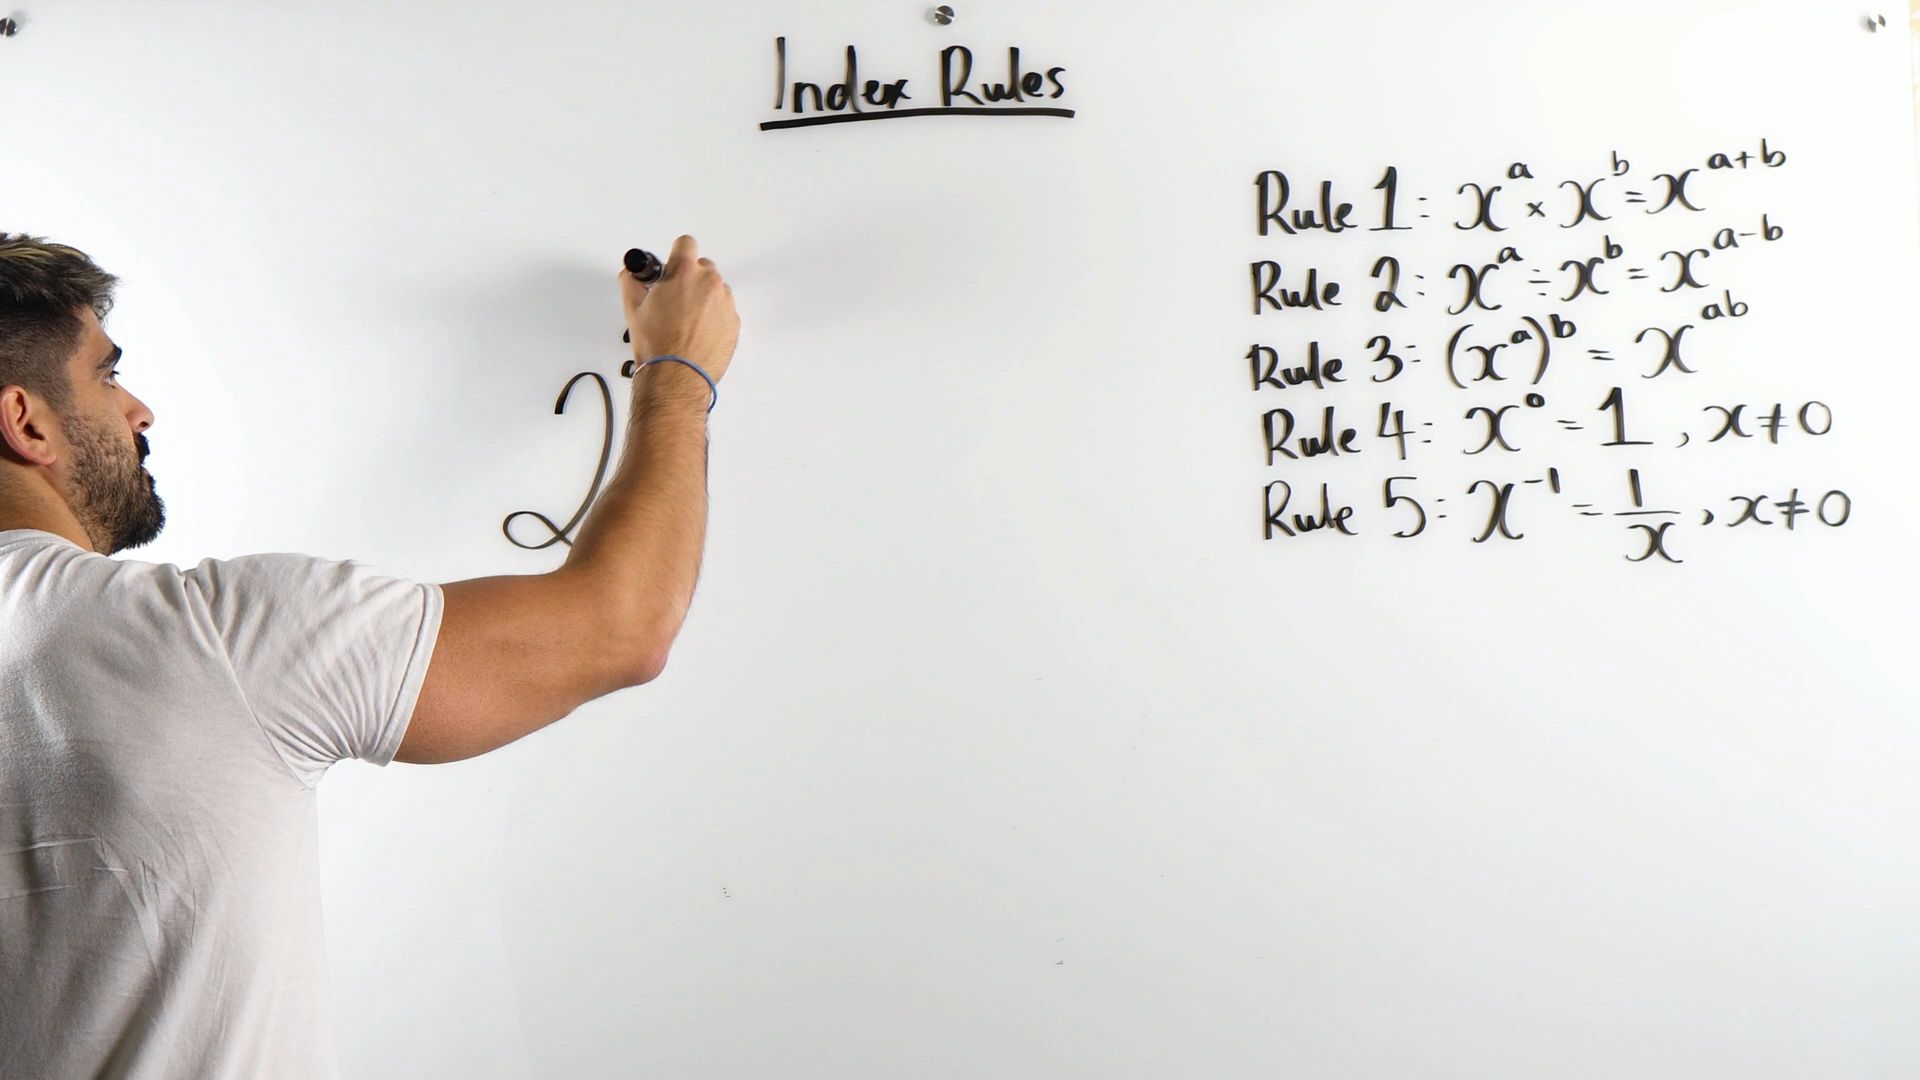 Index Rules
Rule 1: x^a × x^b = x^(a+b)
Rule 2: x^a ÷ x^b = x^(a-b)
Rule 3: (x^a)^b = x^(ab)
Rule 4: x^0 = 1, x≠0
Rule 5: x^-1 = 1/x, x≠0
2